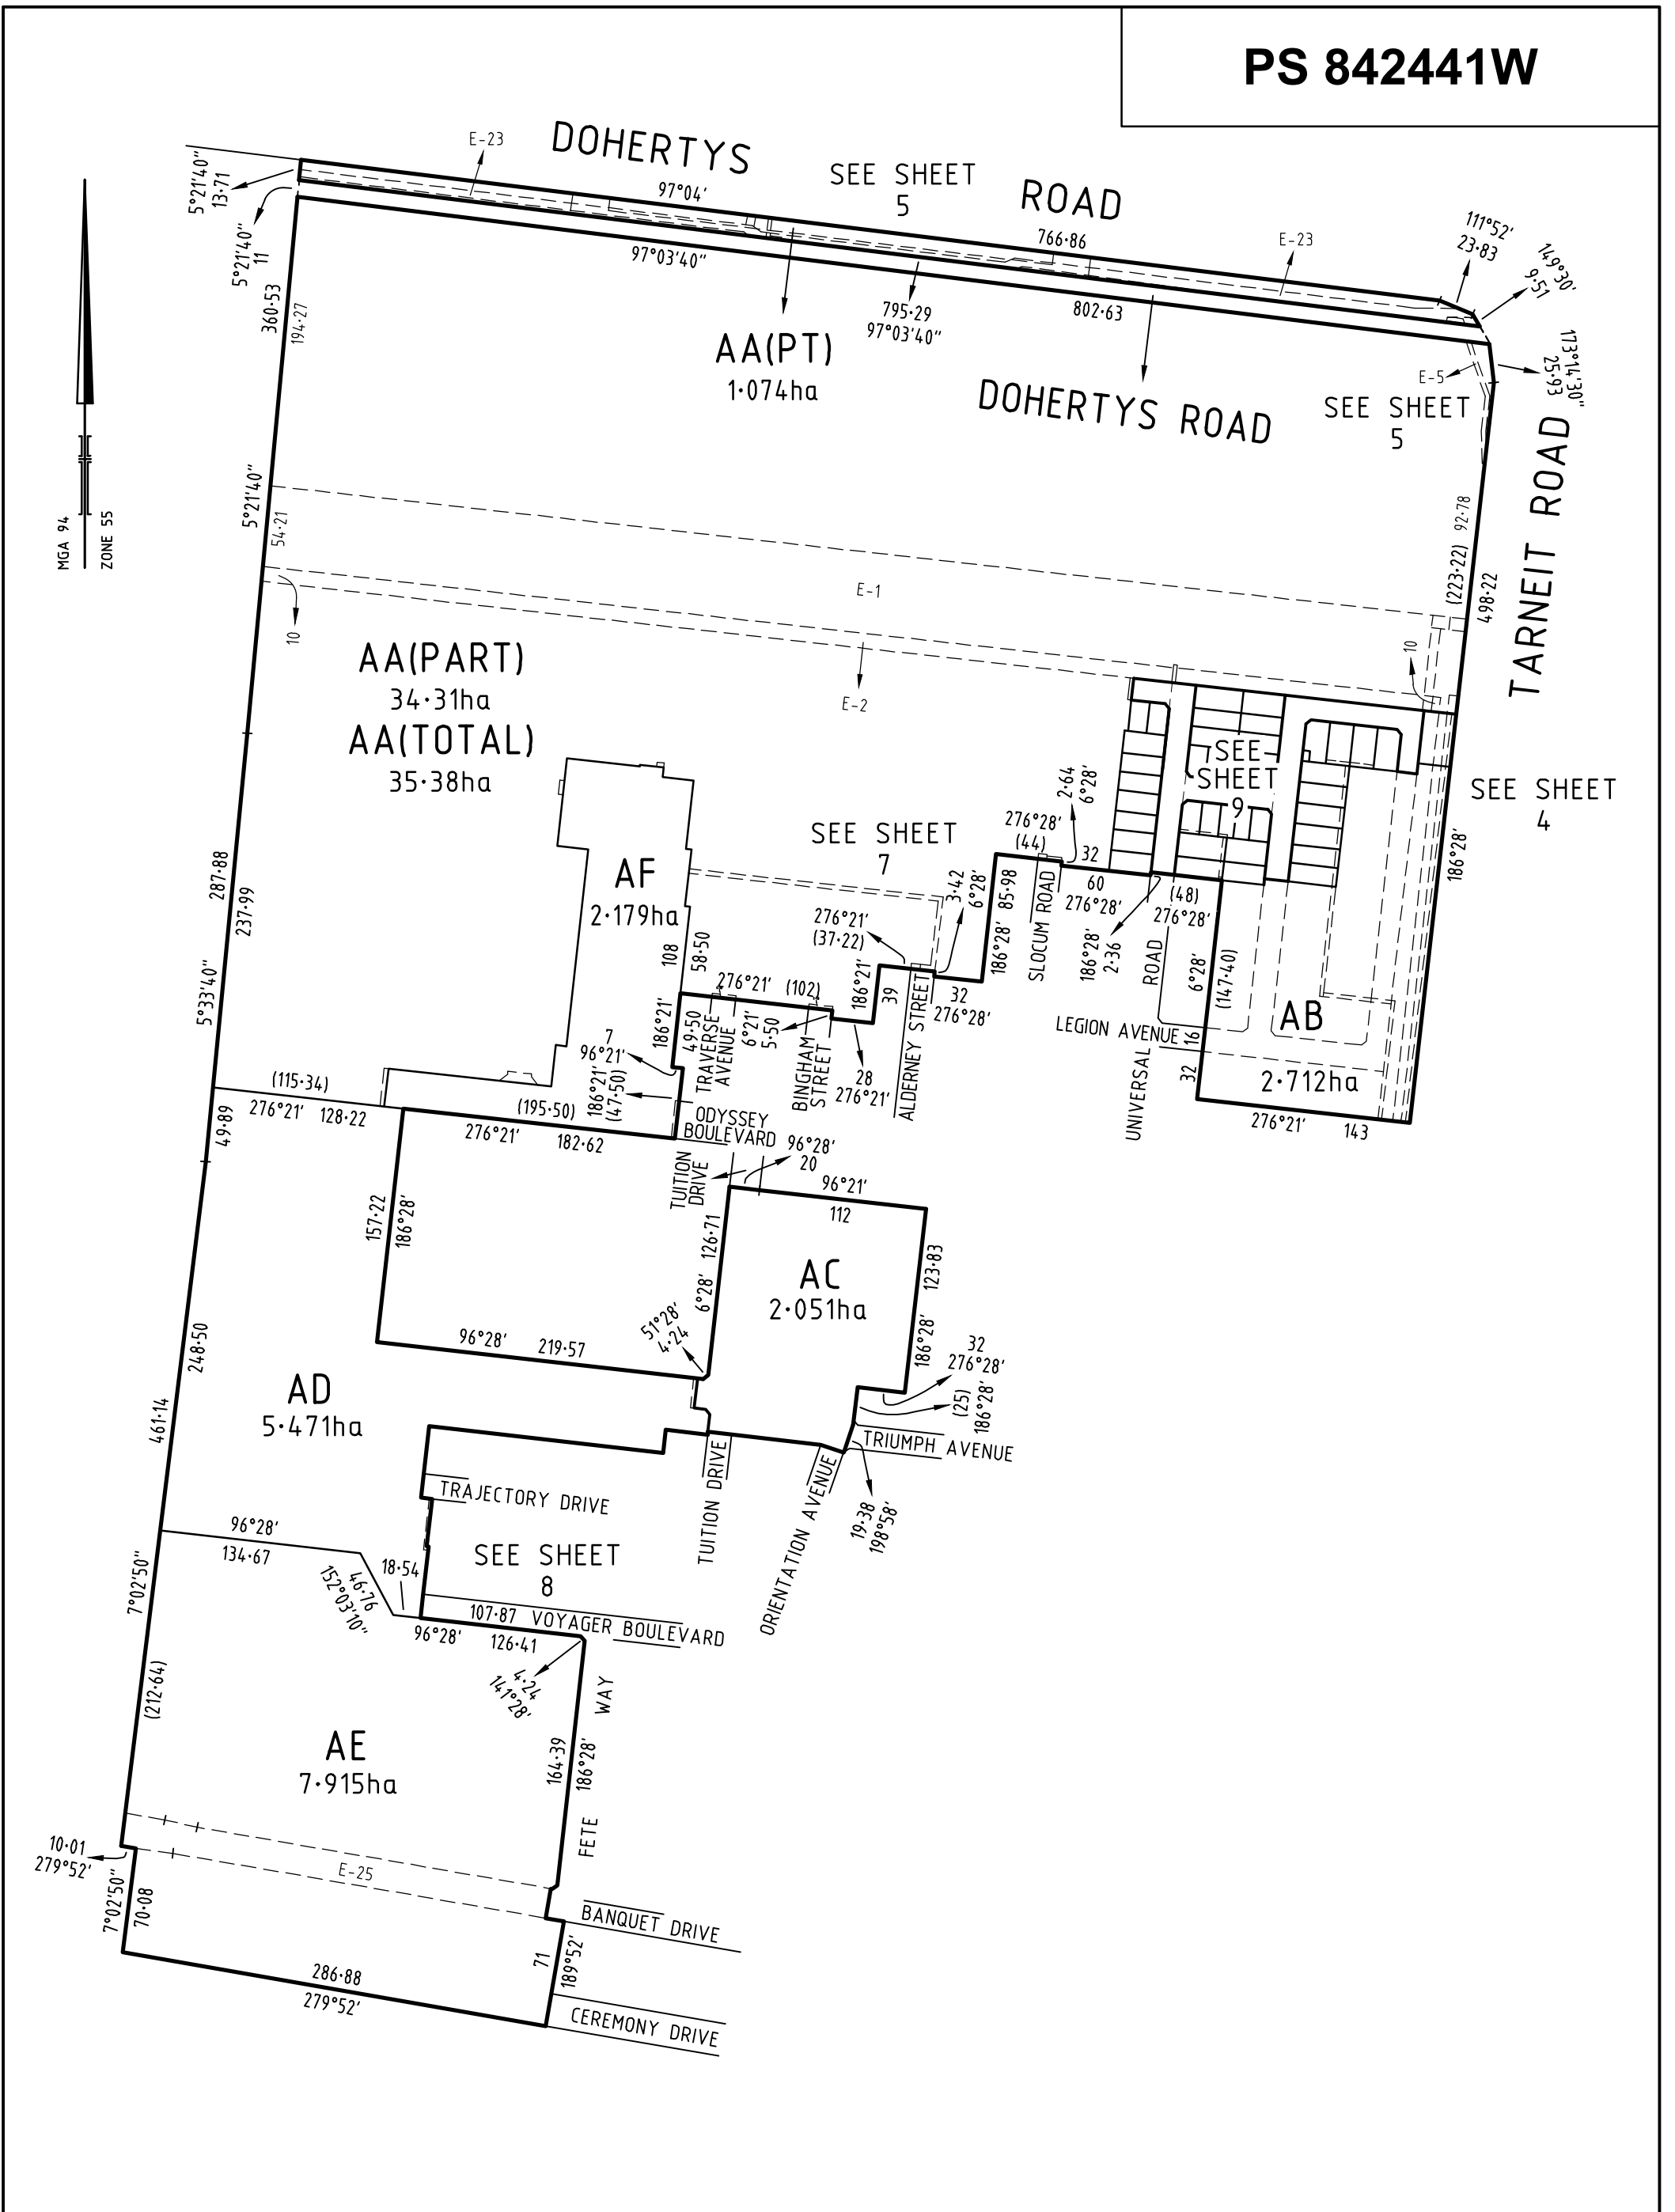 PS 842441W
DOHERTYS
ROAD
E-23
SEE SHEET
5
97°04'
766·86
E-23
5°21'40"
13·71
5°21'40"
11
111°52'
23·83
149°30'
9·51
173°14'30"
25·93
97°03'40"
795·29
97°03'40"
802·63
AA(PT)
1·074ha
DOHERTYS ROAD
E-5
SEE SHEET
5
TARNEIT ROAD
MGA 94
ZONE 55
360·53
194·27
5°21'40"
54·21
10
E-1
E-2
(223·22)
92·78
498·22
10
AA(PART)
34·31ha
AA(TOTAL)
35·38ha
SEE
SHEET
9
SEE SHEET
4
186°28'
AF
2·179ha
SEE SHEET
7
2·64
6°28'
276°28'
(44)
32
60
276°28'
SLOCUM ROAD
(48)
276°28'
186°28'
2·36
287·88
237·99
5°33'40"
108
58·50
276°21'
(102)
276°21'
(37·22)
3·42
6°28'
186°28'
85·98
186°21'
39
32
276°28'
ALDERNEY STREET
6°21'
5·50
28
276°21'
BINGHAM
STREET
TRAVERSE
AVENUE
186°21'
49·50
7
96°21'
186°21'
(47·50)
ODYSSEY
BOULEVARD
UNIVERSAL
ROAD
LEGION AVENUE
6°28'
(147·40)
16
32
AB
2·712ha
276°21'
143
(115·34)
276°21'
128·22
(195·50)
276°21'
182·62
49·89
TUITION
DRIVE
96°28'
20
96°21'
112
157·22
186°28'
126·71
6°28'
AC
2·051ha
123·83
186°28'
96°28'
219·57
51°28'
4·24
32
276°28'
(25)
186°28'
TRIUMPH AVENUE
19·38
198°58'
ORIENTATION AVENUE
TUITION DRIVE
248·50
461·14
AD
5·471ha
TRAJECTORY DRIVE
SEE SHEET
8
96°28'
134·67
46·76
152°03'10"
18·54
107·87
VOYAGER BOULEVARD
96°28'
126·41
4·24
141°28'
7°02'50"
(212·64)
AE
7·915ha
164·39
186°28'
FETE
WAY
10·01
279°52'
E-25
7°02'50"
70·08
BANQUET DRIVE
71
189°52'
286·88
279°52'
CEREMONY DRIVE